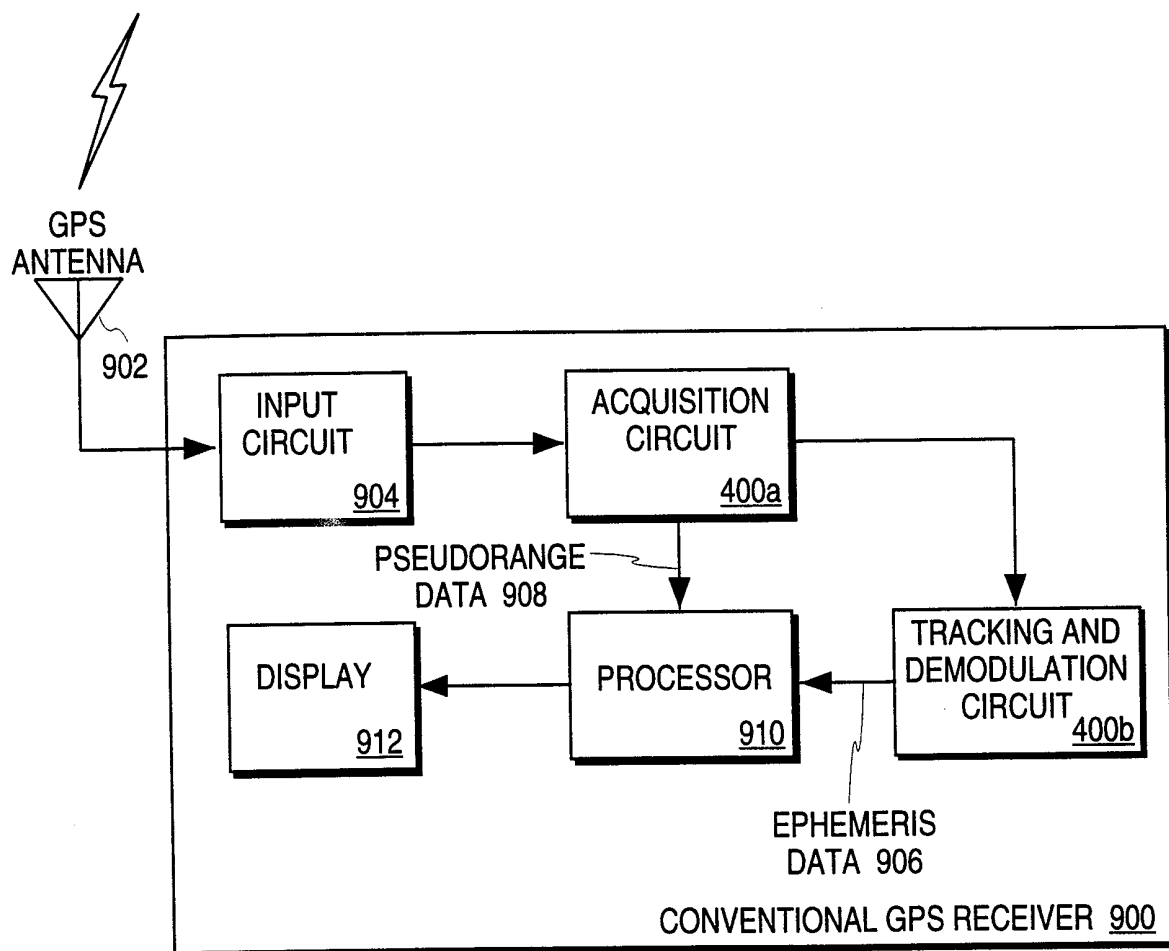 GPS
ANTENNA
902
INPUT
CIRCUIT
904
ACQUISITION
CIRCUIT
400a
PSEUDORANGE
DATA 908
DISPLAY
912
PROCESSOR
910
TRACKING AND
DEMODULATION
CIRCUIT
400b
EPHEMERIS
DATA 906
CONVENTIONAL GPS RECEIVER 900